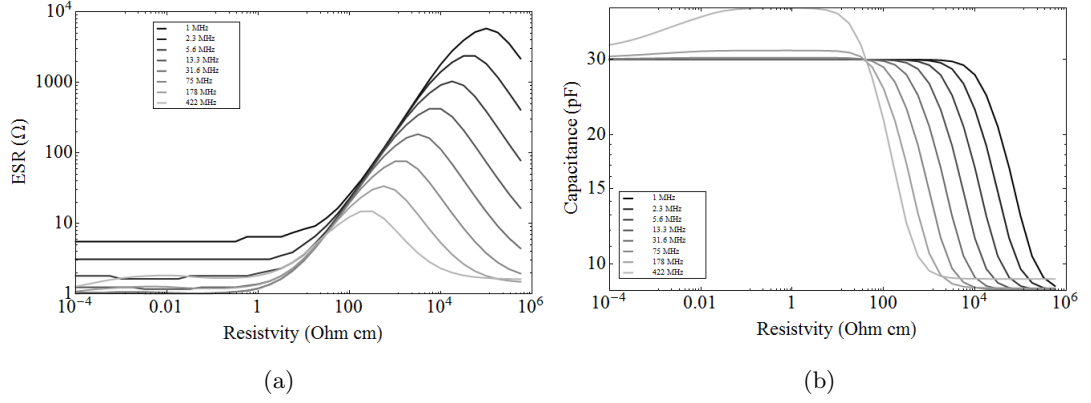 10^4
1000
100
10
1
ESR (Ω)
1 MHz
2.3 MHz
5.6 MHz
13.3 MHz
31.6 MHz
75 MHz
178 MHz
422 MHz
10^-4 0.01 1 100 10^4 10^6
Resistvity (Ohm cm)
(a)
30
20
15
10
Capacitance (pF)
1 MHz
2.3 MHz
5.6 MHz
13.3 MHz
31.6 MHz
75 MHz
178 MHz
422 MHz
10^-4 0.01 1 100 10^4 10^6
Resistvity (Ohm cm)
(b)